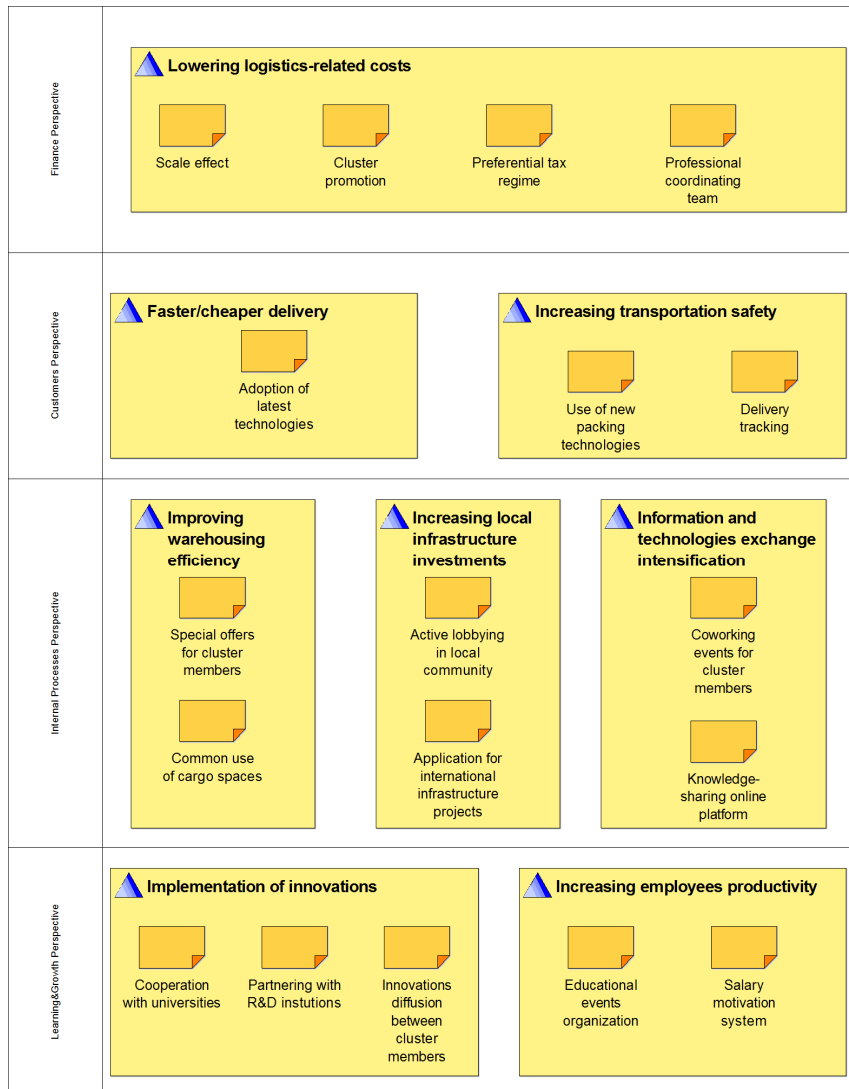 Finance Perspective
Lowering logistics-related costs
Scale effect
Cluster
promotion
Preferential tax
regime
Professional
coordinating
team
Customers Perspective
Faster/cheaper delivery
Adoption of
latest
technologies
Increasing transportation safety
Use of new
packing
technologies
Delivery
tracking
Internal Processes Perspective
Improving
warehousing
efficiency
Special offers
for cluster
members
Common use
of cargo spaces
Increasing local
infrastructure
investments
Active lobbying
in local
community
Application for
international
infrastructure
projects
Information and
technologies exchange
intensification
Coworking
events for
cluster
members
Knowledge-
sharing online
platform
Learning&Growth Perspective
Implementation of innovations
Cooperation
with universities
Partnering with
R&D instutions
Innovations
diffusion
between
cluster
members
Increasing employees productivity
Educational
events
organization
Salary
motivation
system